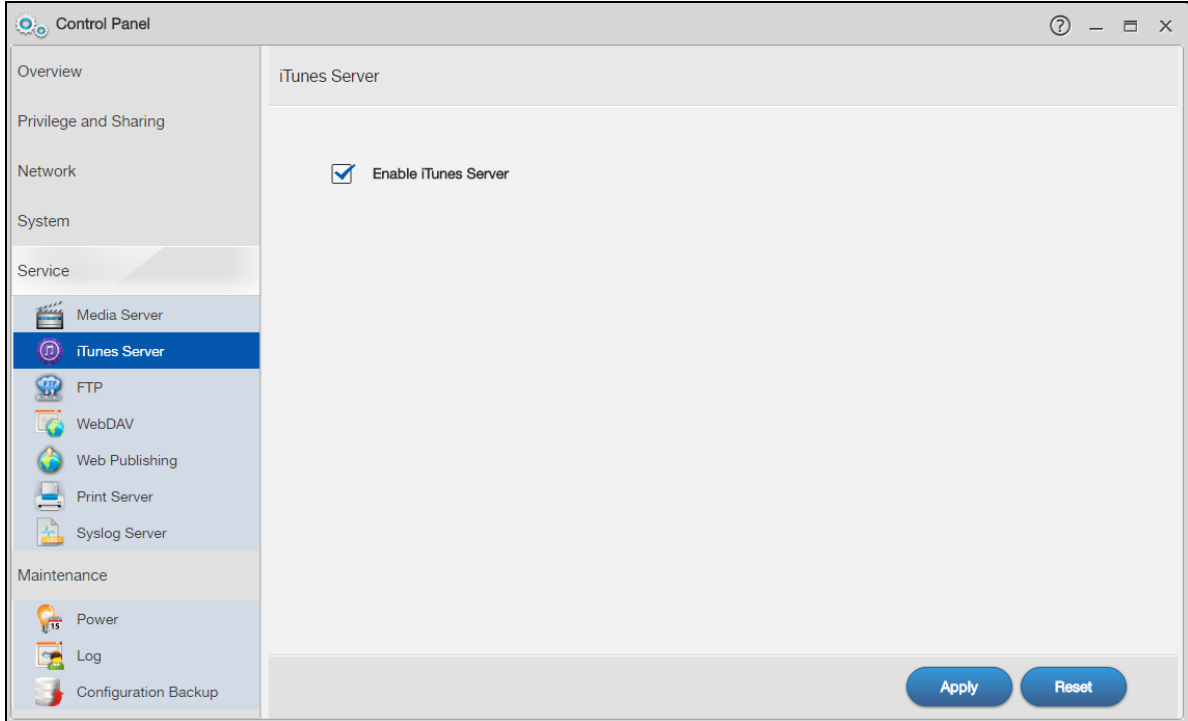 Control Panel
Overview
Privilege and Sharing
Network
System
Service
Media Server
iTunes Server
FTP
WebDAV
Web Publishing
Print Server
Syslog Server
Maintenance
Power
Log
Configuration Backup
iTunes Server
Enable iTunes Server
Apply
Reset